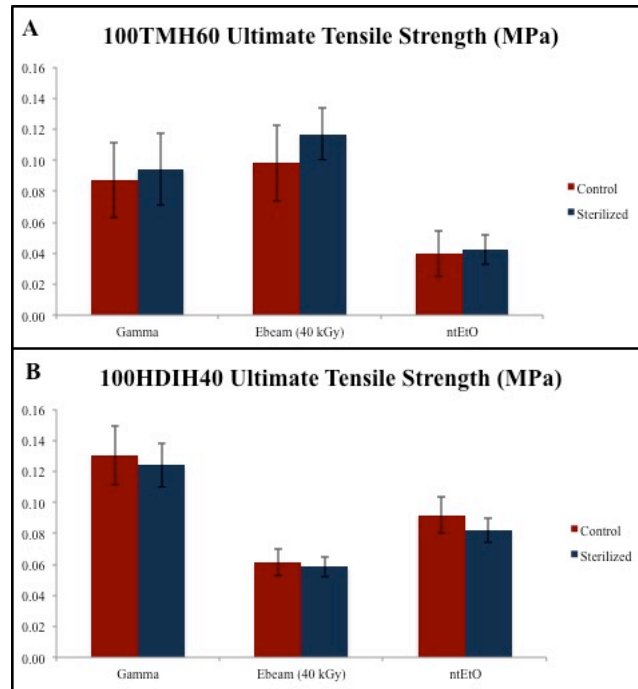 A
100TMH60 Ultimate Tensile Strength (MPa)
0.16
0.14
0.12
0.10
0.08
0.06
0.04
0.02
0.00
Gamma
Ebeam (40 kGy)
ntEtO
Control
Sterilized
B
100HDIH40 Ultimate Tensile Strength (MPa)
0.16
0.14
0.12
0.10
0.08
0.06
0.04
0.02
0.00
Gamma
Ebeam (40 kGy)
ntEtO
Control
Sterilized